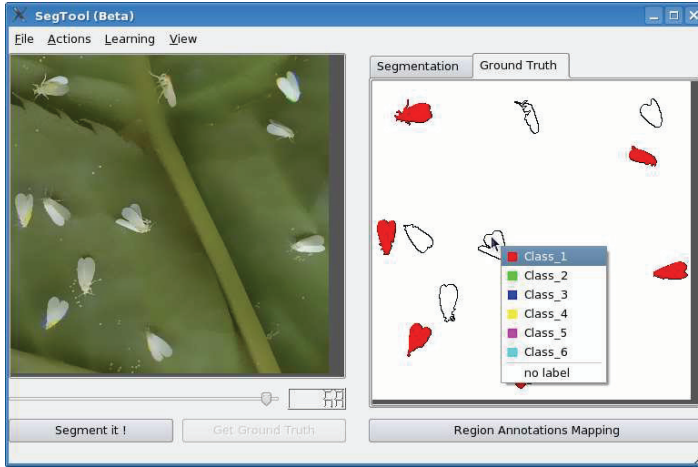 SegTool (Beta)
File Actions Learning View
Segmentation Ground Truth
Class_1
Class_2
Class_3
Class_4
Class_5
Class_6
no label
Segment it ! Get Ground Truth Region Annotations Mapping